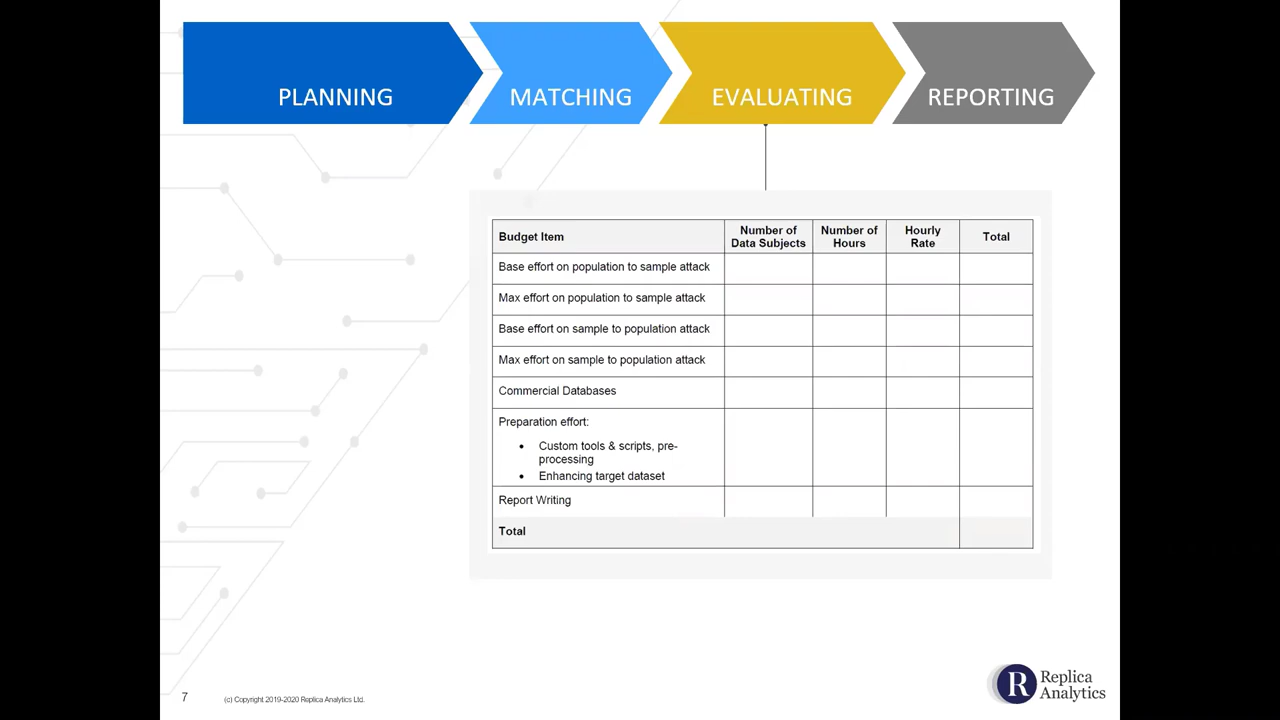 PLANNING
MATCHING
EVALUATING
REPORTING
Budget Item
Number of
Data Subjects
Number of
Hours
Hourly
Rate
Total
Base effort on population to sample attack
Max effort on population to sample attack
Base effort on sample to population attack
Max effort on sample to population attack
Commercial Databases
Preparation effort:
• Custom tools & scripts, pre-
processing
• Enhancing target dataset
Report Writing
Total
7
(c) Copyright 2019-2020 Replica Analytics Ltd.
R
Replica
Analytics